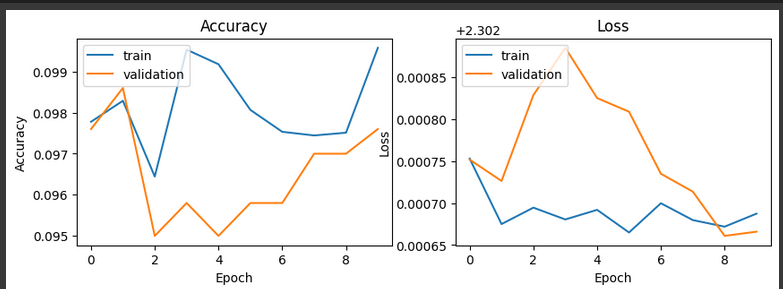 Accuracy
train
validation
0.099
0.098
0.097
0.096
0.095
Accuracy
0 2 4 6 8
Epoch
+2.302
Loss
train
validation
0.00085
0.00080
0.00075
0.00070
0.00065
Loss
0 2 4 6 8
Epoch